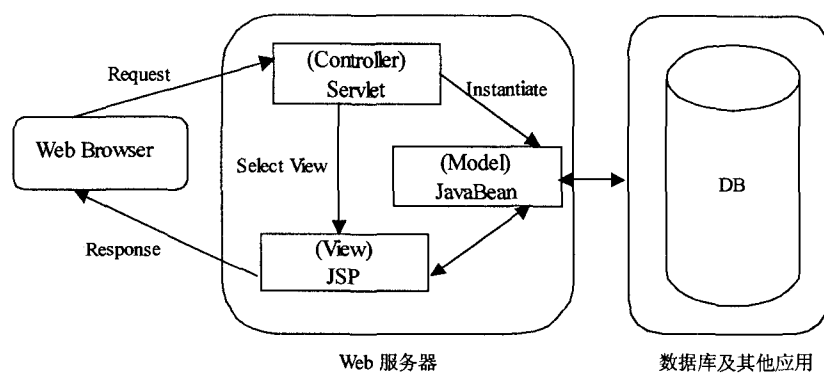 (Controller)
Servlet
Request
Instantiate
Web Browser
Select View
(Model)
JavaBean
DB
(View)
JSP
Response
Web 服务器
数据库及其他应用